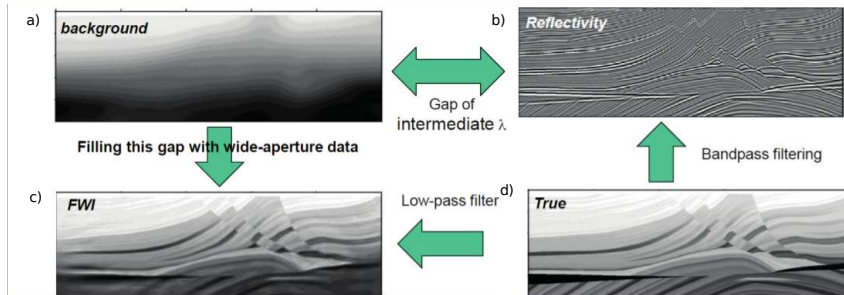 a)
background
b)
Reflectivity
Gap of
intermediate λ
Filling this gap with wide-aperture data
Bandpass filtering
c)
FWI
Low-pass filter
d)
True